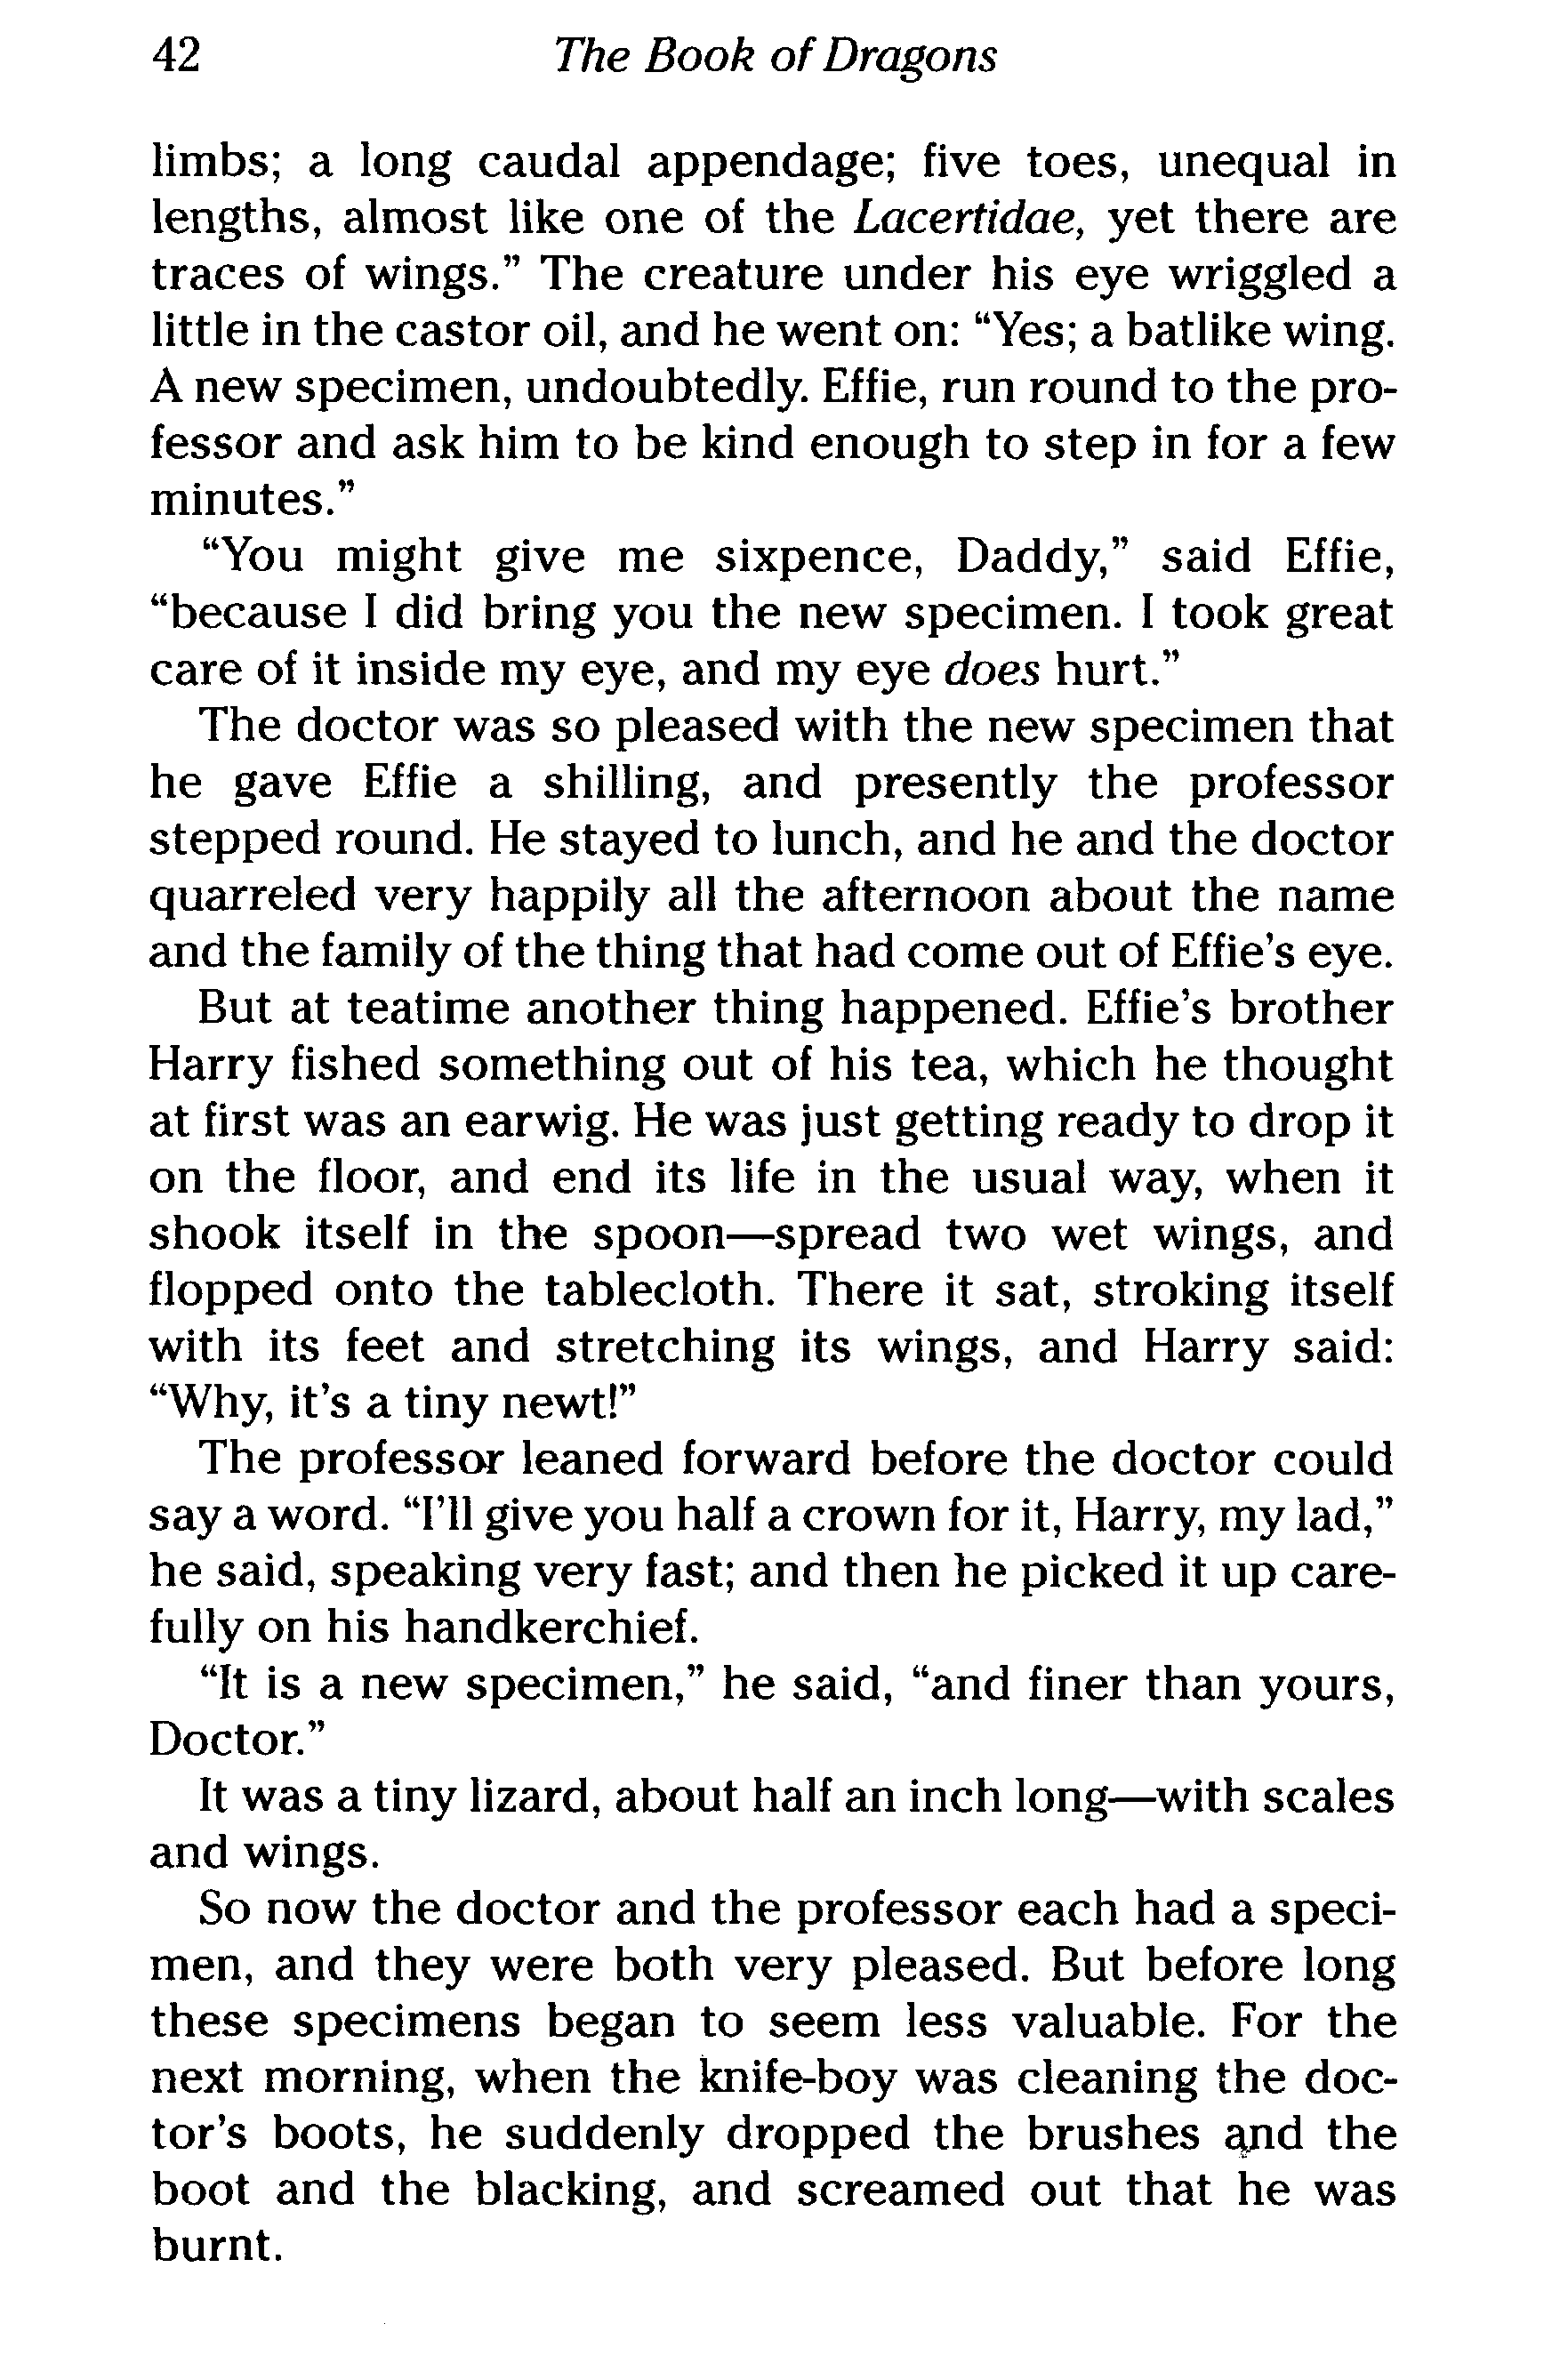 42 The Book of Dragons
limbs; a long caudal appendage; five toes, unequal in
lengths, almost like one of the Lacertidae, yet there are
traces of wings.” The creature under his eye wriggled a
little in the castor oil, and he went on: “Yes; a batlike wing.
A new specimen, undoubtedly. Effie, run round to the pro-
fessor and ask him to be kind enough to step in for a few
minutes.”
“You might give me sixpence, Daddy,” said Effie,
“because I did bring you the new specimen. I took great
care of it inside my eye, and my eye does hurt.”
The doctor was so pleased with the new specimen that
he gave Effie a shilling, and presently the professor
stepped round. He stayed to lunch, and he and the doctor
quarreled very happily all the afternoon about the name
and the family of the thing that had come out of Effie’s eye.
But at teatime another thing happened. Effie’s brother
Harry fished something out of his tea, which he thought
at first was an earwig. He was just getting ready to drop it
on the floor, and end its life in the usual way, when it
shook itself in the spoon—spread two wet wings, and
flopped onto the tablecloth. There it sat, stroking itself
with its feet and stretching its wings, and Harry said:
“Why, it’s a tiny newt!”
The professor leaned forward before the doctor could
say a word. “I’ll give you half a crown for it, Harry, my lad,”
he said, speaking very fast; and then he picked it up care-
fully on his handkerchief.
“It is a new specimen,” he said, “and finer than yours,
Doctor.”
It was a tiny lizard, about half an inch long—with scales
and wings.
So now the doctor and the professor each had a speci-
men, and they were both very pleased. But before long
these specimens began to seem less valuable. For the
next morning, when the knife-boy was cleaning the doc-
tor’s boots, he suddenly dropped the brushes and the
boot and the blacking, and screamed out that he was
burnt.